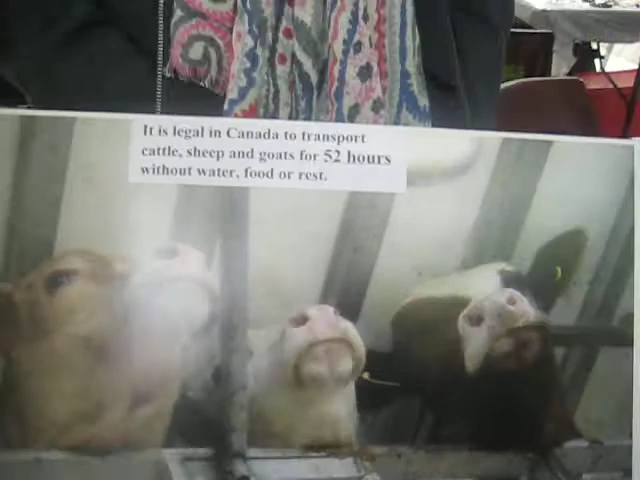 It is legal in Canada to transport
cattle, sheep and goats for 52 hours
without water, food or rest.